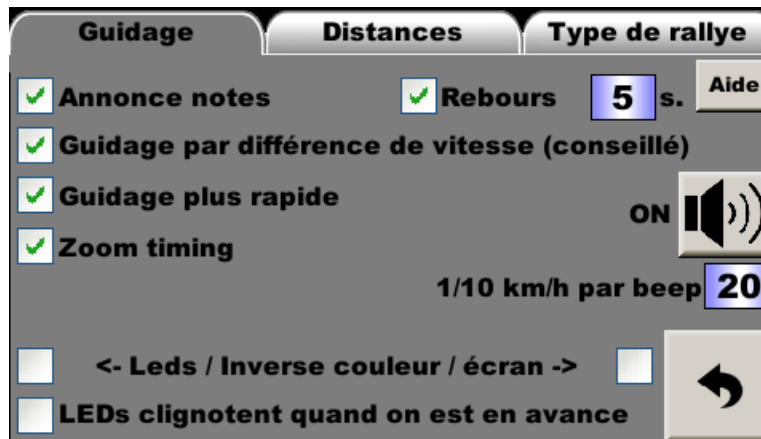 Guidage Distances Type de rallye
Annonce notes Rebours 5 s. Aide
Guidage par différence de vitesse (conseillé)
Guidage plus rapide
ON
Zoom timing
1/10 km/h par beep 20
<- Leds / Inverse couleur / écran ->
LEDs clignotent quand on est en avance